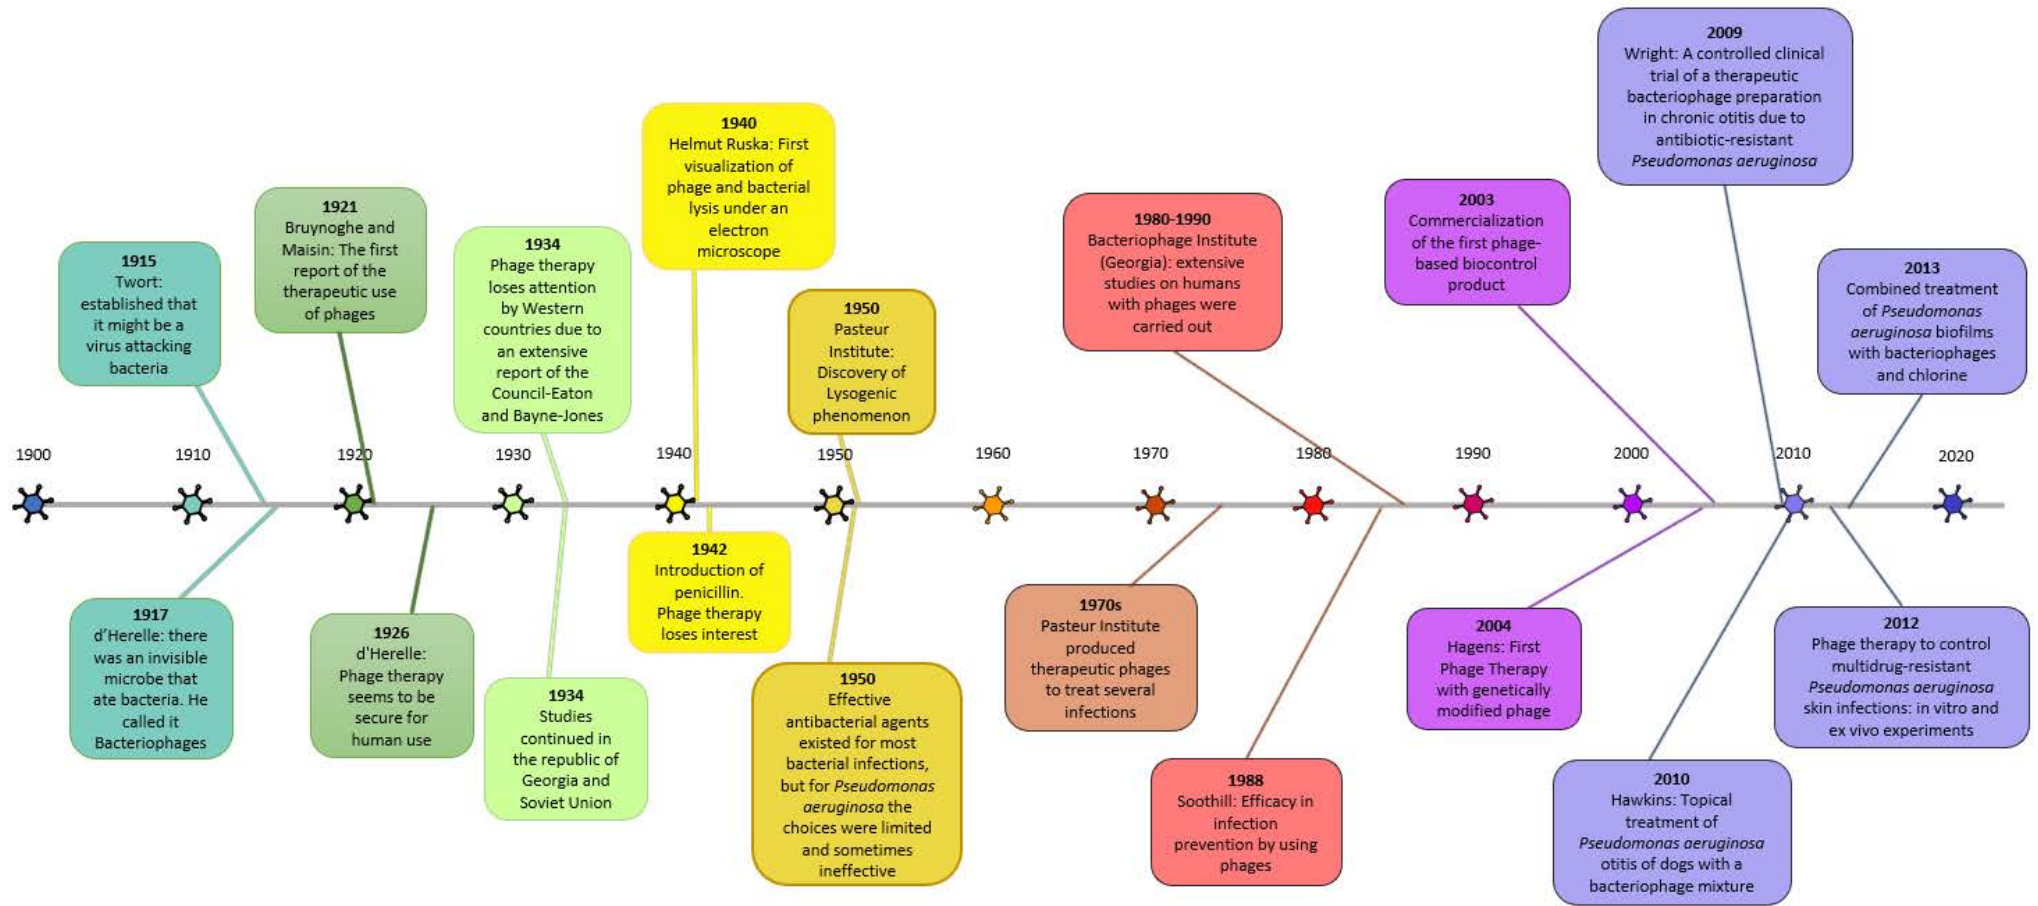 2009
Wright: A controlled clinical
trial of a therapeutic
bacteriophage preparation
in chronic otitis due to
antibiotic-resistant
Pseudomonas aeruginosa
1940
Helmut Ruska: First
visualization of
phage and bacterial
lysis under an
electron
microscope
1921
Bruynoghe and
Maisin: The first
report of the
therapeutic use
of phages
1980-1990
Bacteriophage Institute
(Georgia): extensive
studies on humans
with phages were
carried out
2003
Commercialization
of the first phage-
based biocontrol
product
1915
Twort:
established that
it might be a
virus attacking
bacteria
1934
Phage therapy
loses attention
by Western
countries due to
an extensive
report of the
Council-Eaton
and Bayne-Jones
1950
Pasteur
Institute:
Discovery of
Lysogenic
phenomenon
2013
Combined treatment
of Pseudomonas
aeruginosa biofilms
with bacteriophages
and chlorine
1900
1910
1920
1930
1940
1950
1960
1970
1980
1990
2000
2010
2020
1917
d’Herelle: there
was an invisible
microbe that
ate bacteria. He
called it
Bacteriophages
1926
d'Herelle:
Phage therapy
seems to be
secure for
human use
1934
Studies
continued in
the republic of
Georgia and
Soviet Union
1942
Introduction of
penicillin.
Phage therapy
loses interest
1950
Effective
antibacterial agents
existed for most
bacterial infections,
but for Pseudomonas
aeruginosa the
choices were limited
and sometimes
ineffective
1970s
Pasteur Institute
produced
therapeutic phages
to treat several
infections
1988
Soothill: Efficacy in
infection
prevention by using
phages
2004
Hagens: First
Phage Therapy
with genetically
modified phage
2010
Hawkins: Topical
treatment of
Pseudomonas aeruginosa
otitis of dogs with a
bacteriophage mixture
2012
Phage therapy to control
multidrug-resistant
Pseudomonas aeruginosa
skin infections: in vitro and
ex vivo experiments